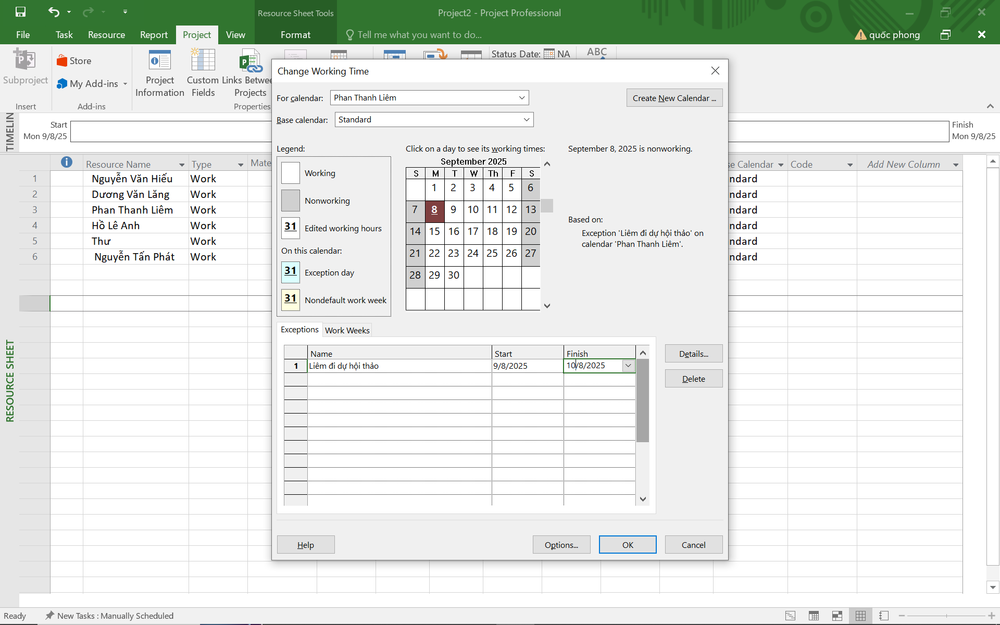 Resource Sheet Tools
Project2 - Project Professional
File
Task
Resource
Report
Project
View
Format
Tell me what you want to do...
quốc phong
Subproject
Insert
Store
My Add-ins
Add-ins
Project Information
Custom Fields
Links Betwee
Projects
Properties
Status Date:
NA
ABC
TIMELIN
Start
Mon 9/8/25
Finish
Mon 9/8/25
RESOURCE SHEET
Resource Name
Type
Mate
se Calendar
Code
Add New Column
1 Nguyễn Văn Hiếu Work ndard
2 Dương Văn Lăng Work ndard
3 Phan Thanh Liêm Work ndard
4 Hồ Lê Anh Work ndard
5 Thư Work ndard
6 Nguyễn Tấn Phát Work ndard
Change Working Time
For calendar: Phan Thanh Liêm
Create New Calendar ...
Base calendar: Standard
Legend:
Working
Nonworking
31 Edited working hours
On this calendar:
31 Exception day
31 Nondefault work week
Click on a day to see its working times:
September 2025
S M T W Th F S
1 2 3 4 5 6
7 8 9 10 11 12 13
14 15 16 17 18 19 20
21 22 23 24 25 26 27
28 29 30
September 8, 2025 is nonworking.
Based on:
Exception 'Liêm đi dự hội thảo' on
calendar 'Phan Thanh Liêm'.
Exceptions
Work Weeks
Name Start Finish
1 Liêm đi dự hội thảo 9/8/2025 10/8/2025
Details...
Delete
Help
Options...
OK
Cancel
Ready
New Tasks : Manually Scheduled